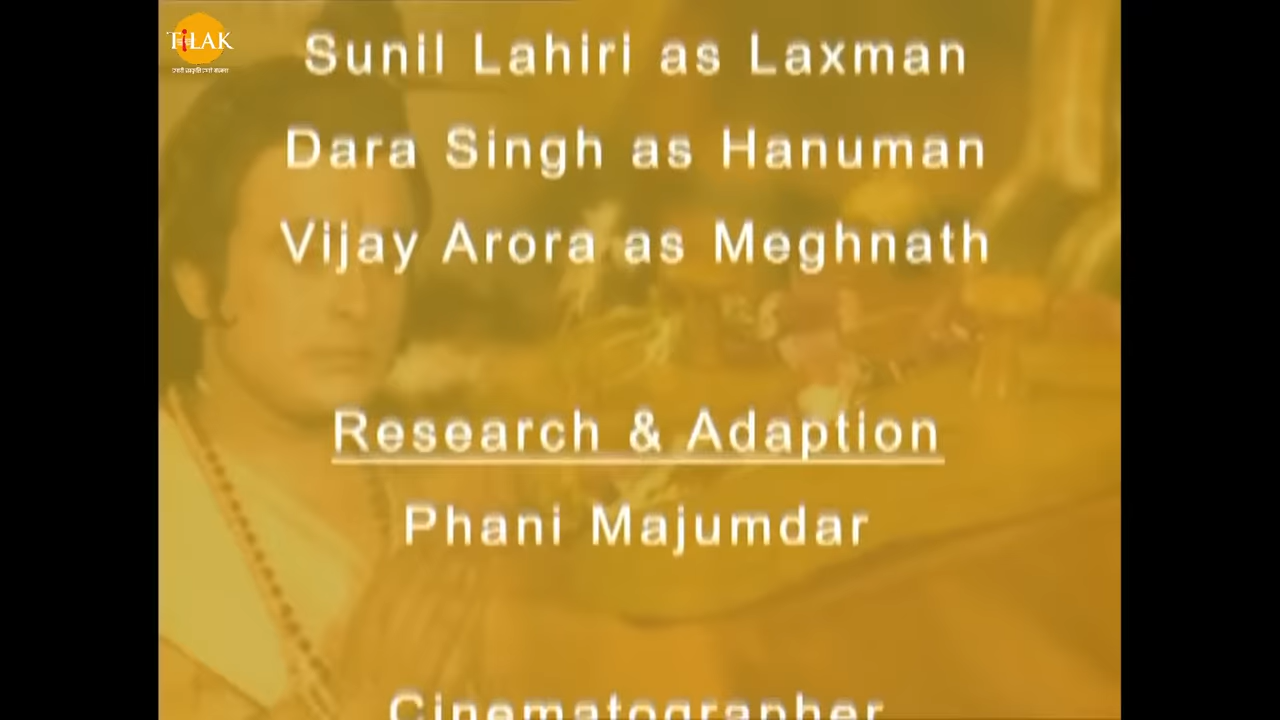 TiLAK
Sunil Lahiri as Laxman
Dara Singh as Hanuman
Vijay Arora as Meghnath
Research & Adaption
Phani Majumdar
Cinematographer